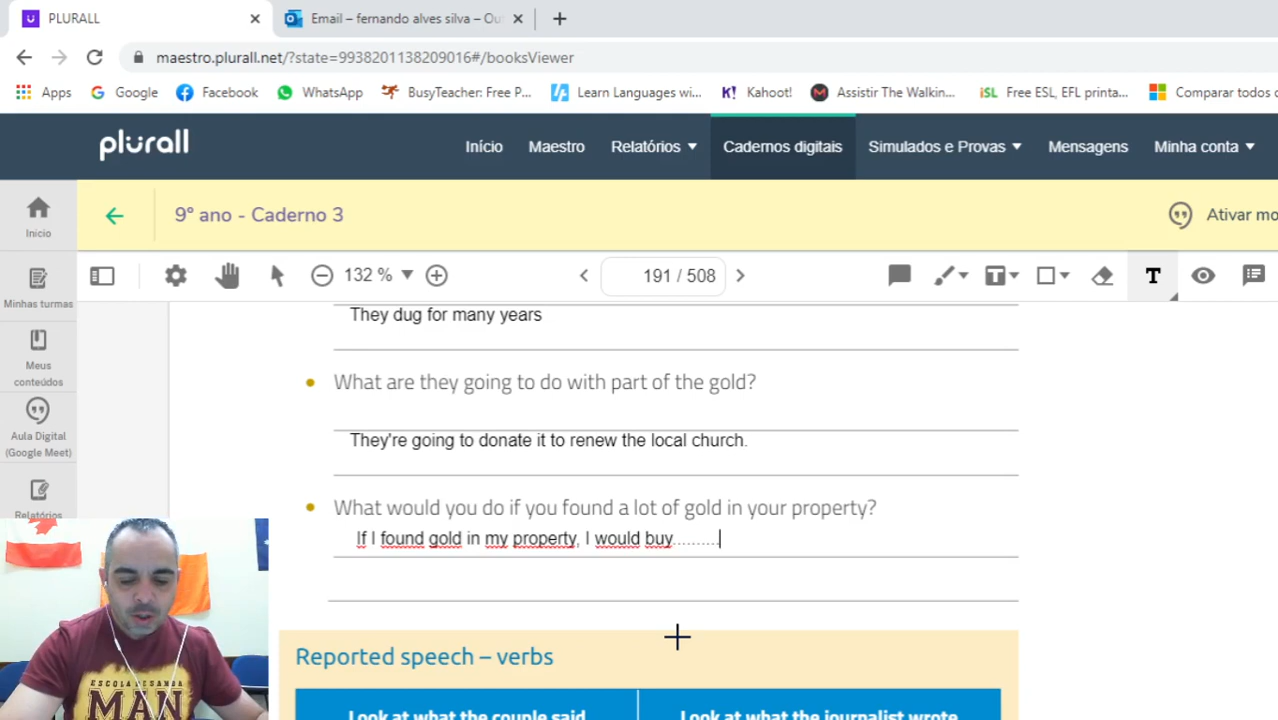 PLURALL
Email – fernando alves silva – Ou
maestro.plurall.net/?state=9938201138209016#/booksViewer
Apps Google Facebook WhatsApp BusyTeacher: Free P... Learn Languages wi... Kahoot! Assistir The Walkin... Free ESL, EFL printa... Comparar todos
plurall Início Maestro Relatórios Cadernos digitais Simulados e Provas Mensagens Minha conta
Inicio
9º ano - Caderno 3
Ativar mo
Minhas turmas
132 %
191 / 508
T
They dug for many years
Meus conteúdos
What are they going to do with part of the gold?
They're going to donate it to renew the local church.
Aula Digital
(Google Meet)
What would you do if you found a lot of gold in your property?
If I found gold in my property, I would buy.........
Relatórios
Reported speech – verbs
Look at what the couple said
Look at what the journalist wrote
ESCOLA DE SAMBA
MAN